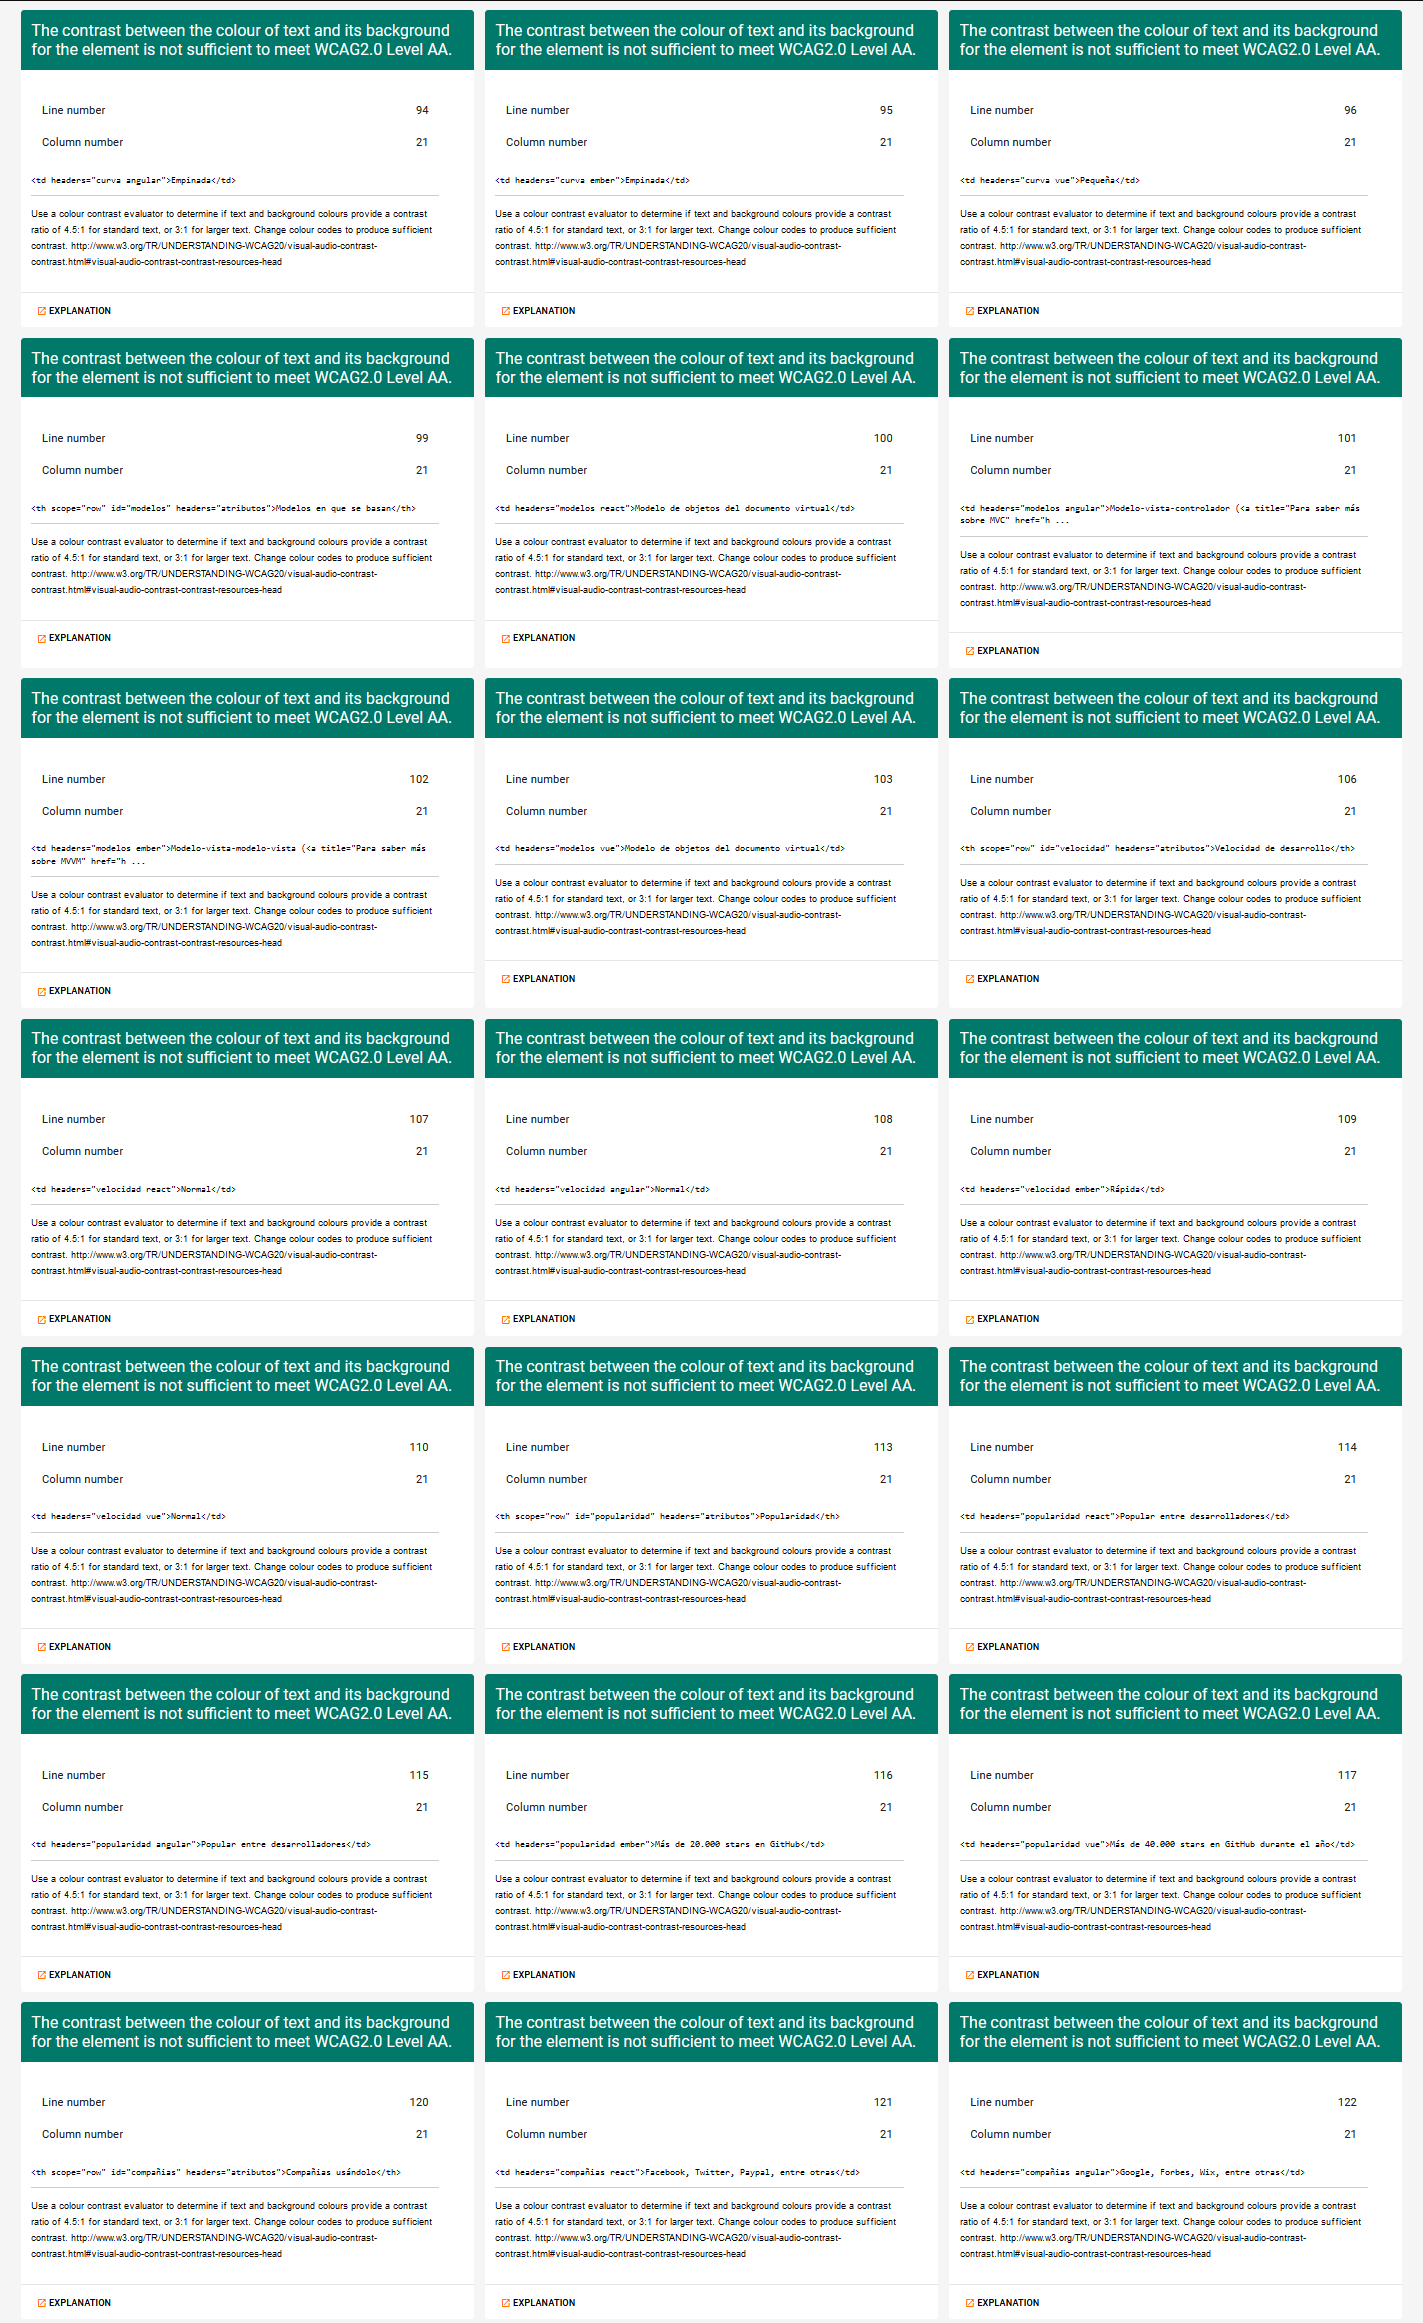 The contrast between the colour of text and its background
for the element is not sufficient to meet WCAG2.0 Level AA.
Line number 94
Column number 21
<td headers="curva angular">Empinada</td>
Use a colour contrast evaluator to determine if text and background colours provide a contrast
ratio of 4.5:1 for standard text, or 3:1 for larger text. Change colour codes to produce sufficient
contrast. http://www.w3.org/TR/UNDERSTANDING-WCAG20/visual-audio-contrast-
contrast.html#visual-audio-contrast-contrast-resources-head
EXPLANATION
The contrast between the colour of text and its background
for the element is not sufficient to meet WCAG2.0 Level AA.
Line number 95
Column number 21
<td headers="curva ember">Empinada</td>
Use a colour contrast evaluator to determine if text and background colours provide a contrast
ratio of 4.5:1 for standard text, or 3:1 for larger text. Change colour codes to produce sufficient
contrast. http://www.w3.org/TR/UNDERSTANDING-WCAG20/visual-audio-contrast-
contrast.html#visual-audio-contrast-contrast-resources-head
EXPLANATION
The contrast between the colour of text and its background
for the element is not sufficient to meet WCAG2.0 Level AA.
Line number 96
Column number 21
<td headers="curva vue">Pequeña</td>
Use a colour contrast evaluator to determine if text and background colours provide a contrast
ratio of 4.5:1 for standard text, or 3:1 for larger text. Change colour codes to produce sufficient
contrast. http://www.w3.org/TR/UNDERSTANDING-WCAG20/visual-audio-contrast-
contrast.html#visual-audio-contrast-contrast-resources-head
EXPLANATION
The contrast between the colour of text and its background
for the element is not sufficient to meet WCAG2.0 Level AA.
Line number 99
Column number 21
<th scope="row" id="modelos" headers="atributos">Modelos en que se basan</th>
Use a colour contrast evaluator to determine if text and background colours provide a contrast
ratio of 4.5:1 for standard text, or 3:1 for larger text. Change colour codes to produce sufficient
contrast. http://www.w3.org/TR/UNDERSTANDING-WCAG20/visual-audio-contrast-
contrast.html#visual-audio-contrast-contrast-resources-head
EXPLANATION
The contrast between the colour of text and its background
for the element is not sufficient to meet WCAG2.0 Level AA.
Line number 100
Column number 21
<td headers="modelos react">Modelo de objetos del documento virtual</td>
Use a colour contrast evaluator to determine if text and background colours provide a contrast
ratio of 4.5:1 for standard text, or 3:1 for larger text. Change colour codes to produce sufficient
contrast. http://www.w3.org/TR/UNDERSTANDING-WCAG20/visual-audio-contrast-
contrast.html#visual-audio-contrast-contrast-resources-head
EXPLANATION
The contrast between the colour of text and its background
for the element is not sufficient to meet WCAG2.0 Level AA.
Line number 101
Column number 21
<td headers="modelos angular">Modelo-vista-controlador (<a title="Para saber más
sobre MVC" href="h ...
Use a colour contrast evaluator to determine if text and background colours provide a contrast
ratio of 4.5:1 for standard text, or 3:1 for larger text. Change colour codes to produce sufficient
contrast. http://www.w3.org/TR/UNDERSTANDING-WCAG20/visual-audio-contrast-
contrast.html#visual-audio-contrast-contrast-resources-head
EXPLANATION
The contrast between the colour of text and its background
for the element is not sufficient to meet WCAG2.0 Level AA.
Line number 102
Column number 21
<td headers="modelos ember">Modelo-vista-modelo-vista (<a title="Para saber más
sobre MVVM" href="h ...
Use a colour contrast evaluator to determine if text and background colours provide a contrast
ratio of 4.5:1 for standard text, or 3:1 for larger text. Change colour codes to produce sufficient
contrast. http://www.w3.org/TR/UNDERSTANDING-WCAG20/visual-audio-contrast-
contrast.html#visual-audio-contrast-contrast-resources-head
EXPLANATION
The contrast between the colour of text and its background
for the element is not sufficient to meet WCAG2.0 Level AA.
Line number 103
Column number 21
<td headers="modelos vue">Modelo de objetos del documento virtual</td>
Use a colour contrast evaluator to determine if text and background colours provide a contrast
ratio of 4.5:1 for standard text, or 3:1 for larger text. Change colour codes to produce sufficient
contrast. http://www.w3.org/TR/UNDERSTANDING-WCAG20/visual-audio-contrast-
contrast.html#visual-audio-contrast-contrast-resources-head
EXPLANATION
The contrast between the colour of text and its background
for the element is not sufficient to meet WCAG2.0 Level AA.
Line number 106
Column number 21
<th scope="row" id="velocidad" headers="atributos">Velocidad de desarrollo</th>
Use a colour contrast evaluator to determine if text and background colours provide a contrast
ratio of 4.5:1 for standard text, or 3:1 for larger text. Change colour codes to produce sufficient
contrast. http://www.w3.org/TR/UNDERSTANDING-WCAG20/visual-audio-contrast-
contrast.html#visual-audio-contrast-contrast-resources-head
EXPLANATION
The contrast between the colour of text and its background
for the element is not sufficient to meet WCAG2.0 Level AA.
Line number 107
Column number 21
<td headers="velocidad react">Normal</td>
Use a colour contrast evaluator to determine if text and background colours provide a contrast
ratio of 4.5:1 for standard text, or 3:1 for larger text. Change colour codes to produce sufficient
contrast. http://www.w3.org/TR/UNDERSTANDING-WCAG20/visual-audio-contrast-
contrast.html#visual-audio-contrast-contrast-resources-head
EXPLANATION
The contrast between the colour of text and its background
for the element is not sufficient to meet WCAG2.0 Level AA.
Line number 108
Column number 21
<td headers="velocidad angular">Normal</td>
Use a colour contrast evaluator to determine if text and background colours provide a contrast
ratio of 4.5:1 for standard text, or 3:1 for larger text. Change colour codes to produce sufficient
contrast. http://www.w3.org/TR/UNDERSTANDING-WCAG20/visual-audio-contrast-
contrast.html#visual-audio-contrast-contrast-resources-head
EXPLANATION
The contrast between the colour of text and its background
for the element is not sufficient to meet WCAG2.0 Level AA.
Line number 109
Column number 21
<td headers="velocidad ember">Rápida</td>
Use a colour contrast evaluator to determine if text and background colours provide a contrast
ratio of 4.5:1 for standard text, or 3:1 for larger text. Change colour codes to produce sufficient
contrast. http://www.w3.org/TR/UNDERSTANDING-WCAG20/visual-audio-contrast-
contrast.html#visual-audio-contrast-contrast-resources-head
EXPLANATION
The contrast between the colour of text and its background
for the element is not sufficient to meet WCAG2.0 Level AA.
Line number 110
Column number 21
<td headers="velocidad vue">Normal</td>
Use a colour contrast evaluator to determine if text and background colours provide a contrast
ratio of 4.5:1 for standard text, or 3:1 for larger text. Change colour codes to produce sufficient
contrast. http://www.w3.org/TR/UNDERSTANDING-WCAG20/visual-audio-contrast-
contrast.html#visual-audio-contrast-contrast-resources-head
EXPLANATION
The contrast between the colour of text and its background
for the element is not sufficient to meet WCAG2.0 Level AA.
Line number 113
Column number 21
<th scope="row" id="popularidad" headers="atributos">Popularidad</th>
Use a colour contrast evaluator to determine if text and background colours provide a contrast
ratio of 4.5:1 for standard text, or 3:1 for larger text. Change colour codes to produce sufficient
contrast. http://www.w3.org/TR/UNDERSTANDING-WCAG20/visual-audio-contrast-
contrast.html#visual-audio-contrast-contrast-resources-head
EXPLANATION
The contrast between the colour of text and its background
for the element is not sufficient to meet WCAG2.0 Level AA.
Line number 114
Column number 21
<td headers="popularidad react">Popular entre desarrolladores</td>
Use a colour contrast evaluator to determine if text and background colours provide a contrast
ratio of 4.5:1 for standard text, or 3:1 for larger text. Change colour codes to produce sufficient
contrast. http://www.w3.org/TR/UNDERSTANDING-WCAG20/visual-audio-contrast-
contrast.html#visual-audio-contrast-contrast-resources-head
EXPLANATION
The contrast between the colour of text and its background
for the element is not sufficient to meet WCAG2.0 Level AA.
Line number 115
Column number 21
<td headers="popularidad angular">Popular entre desarrolladores</td>
Use a colour contrast evaluator to determine if text and background colours provide a contrast
ratio of 4.5:1 for standard text, or 3:1 for larger text. Change colour codes to produce sufficient
contrast. http://www.w3.org/TR/UNDERSTANDING-WCAG20/visual-audio-contrast-
contrast.html#visual-audio-contrast-contrast-resources-head
EXPLANATION
The contrast between the colour of text and its background
for the element is not sufficient to meet WCAG2.0 Level AA.
Line number 116
Column number 21
<td headers="popularidad ember">Más de 20.000 stars en GitHub</td>
Use a colour contrast evaluator to determine if text and background colours provide a contrast
ratio of 4.5:1 for standard text, or 3:1 for larger text. Change colour codes to produce sufficient
contrast. http://www.w3.org/TR/UNDERSTANDING-WCAG20/visual-audio-contrast-
contrast.html#visual-audio-contrast-contrast-resources-head
EXPLANATION
The contrast between the colour of text and its background
for the element is not sufficient to meet WCAG2.0 Level AA.
Line number 117
Column number 21
<td headers="popularidad vue">Más de 40.000 stars en GitHub durante el año</td>
Use a colour contrast evaluator to determine if text and background colours provide a contrast
ratio of 4.5:1 for standard text, or 3:1 for larger text. Change colour codes to produce sufficient
contrast. http://www.w3.org/TR/UNDERSTANDING-WCAG20/visual-audio-contrast-
contrast.html#visual-audio-contrast-contrast-resources-head
EXPLANATION
The contrast between the colour of text and its background
for the element is not sufficient to meet WCAG2.0 Level AA.
Line number 120
Column number 21
<th scope="row" id="compañias" headers="atributos">Compañias usándolo</th>
Use a colour contrast evaluator to determine if text and background colours provide a contrast
ratio of 4.5:1 for standard text, or 3:1 for larger text. Change colour codes to produce sufficient
contrast. http://www.w3.org/TR/UNDERSTANDING-WCAG20/visual-audio-contrast-
contrast.html#visual-audio-contrast-contrast-resources-head
EXPLANATION
The contrast between the colour of text and its background
for the element is not sufficient to meet WCAG2.0 Level AA.
Line number 121
Column number 21
<td headers="compañias react">Facebook, Twitter, Paypal, entre otras</td>
Use a colour contrast evaluator to determine if text and background colours provide a contrast
ratio of 4.5:1 for standard text, or 3:1 for larger text. Change colour codes to produce sufficient
contrast. http://www.w3.org/TR/UNDERSTANDING-WCAG20/visual-audio-contrast-
contrast.html#visual-audio-contrast-contrast-resources-head
EXPLANATION
The contrast between the colour of text and its background
for the element is not sufficient to meet WCAG2.0 Level AA.
Line number 122
Column number 21
<td headers="compañias angular">Google, Forbes, Wix, entre otras</td>
Use a colour contrast evaluator to determine if text and background colours provide a contrast
ratio of 4.5:1 for standard text, or 3:1 for larger text. Change colour codes to produce sufficient
contrast. http://www.w3.org/TR/UNDERSTANDING-WCAG20/visual-audio-contrast-
contrast.html#visual-audio-contrast-contrast-resources-head
EXPLANATION